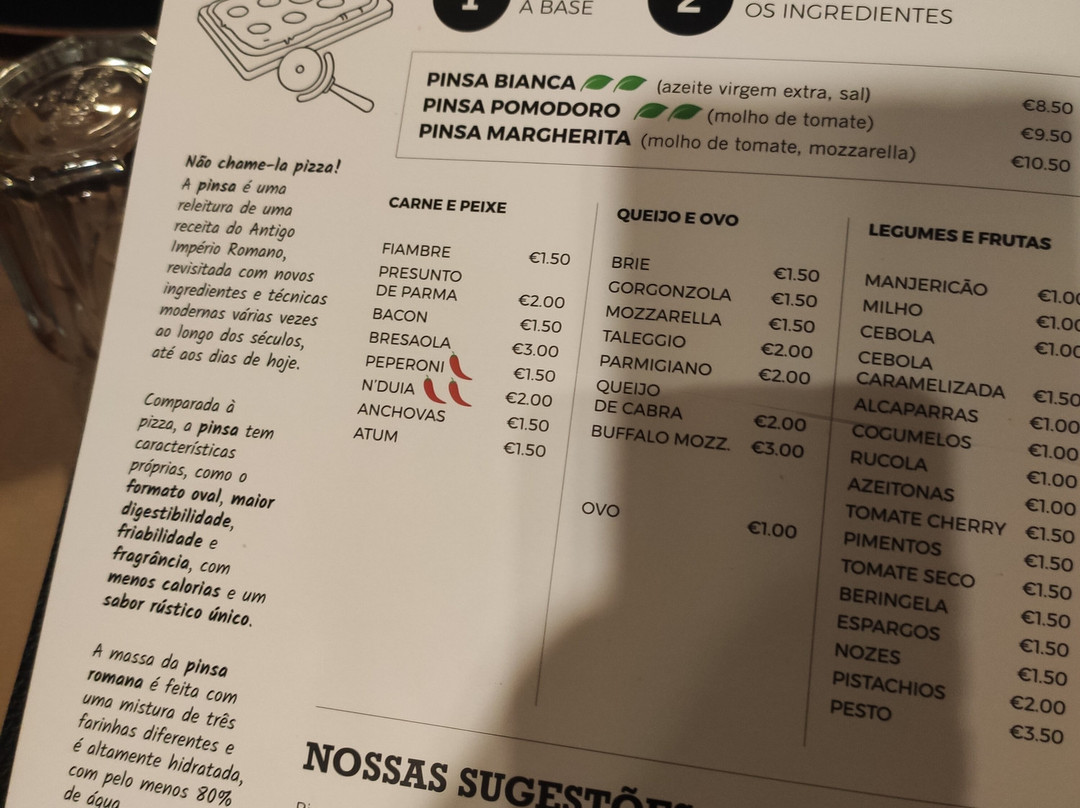 1 A BASE
2 OS INGREDIENTES
PINSA BIANCA (azeite virgem extra, sal) €8.50
PINSA POMODORO (molho de tomate) €9.50
PINSA MARGHERITA (molho de tomate, mozzarella) €10.50
Não chame-la pizza!
A pinsa é uma
releitura de uma
receita do Antigo
Império Romano,
revisitada com novos
ingredientes e técnicas
modernas várias vezes
ao longo dos séculos,
até aos dias de hoje.
Comparada à
pizza, a pinsa tem
características
próprias, como o
formato oval, maior
digestibilidade,
friabilidade e
fragrância, com
menos calorias e um
sabor rústico único.
A massa da pinsa
romana é feita com
uma mistura de três
farinhas diferentes e
é altamente hidratada,
com pelo menos 80%
de água
CARNE E PEIXE
FIAMBRE €1.50
PRESUNTO
DE PARMA €2.00
BACON €1.50
BRESAOLA €3.00
PEPERONI €1.50
N'DUIA €2.00
ANCHOVAS €1.50
ATUM €1.50
QUEIJO E OVO
BRIE €1.50
GORGONZOLA €1.50
MOZZARELLA €1.50
TALEGGIO €2.00
PARMIGIANO €2.00
QUEIJO
DE CABRA €2.00
BUFFALO MOZZ. €3.00
OVO €1.00
LEGUMES E FRUTAS
MANJERICÃO €1.00
MILHO €1.00
CEBOLA €1.00
CEBOLA
CARAMELIZADA €1.50
ALCAPARRAS €1.00
COGUMELOS €1.00
RUCOLA €1.00
AZEITONAS €1.00
TOMATE CHERRY €1.50
PIMENTOS €1.50
TOMATE SECO €1.50
BERINGELA €1.50
ESPARGOS €1.50
NOZES €1.50
PISTACHIOS €2.00
PESTO €3.50
NOSSAS SUGESTÕES